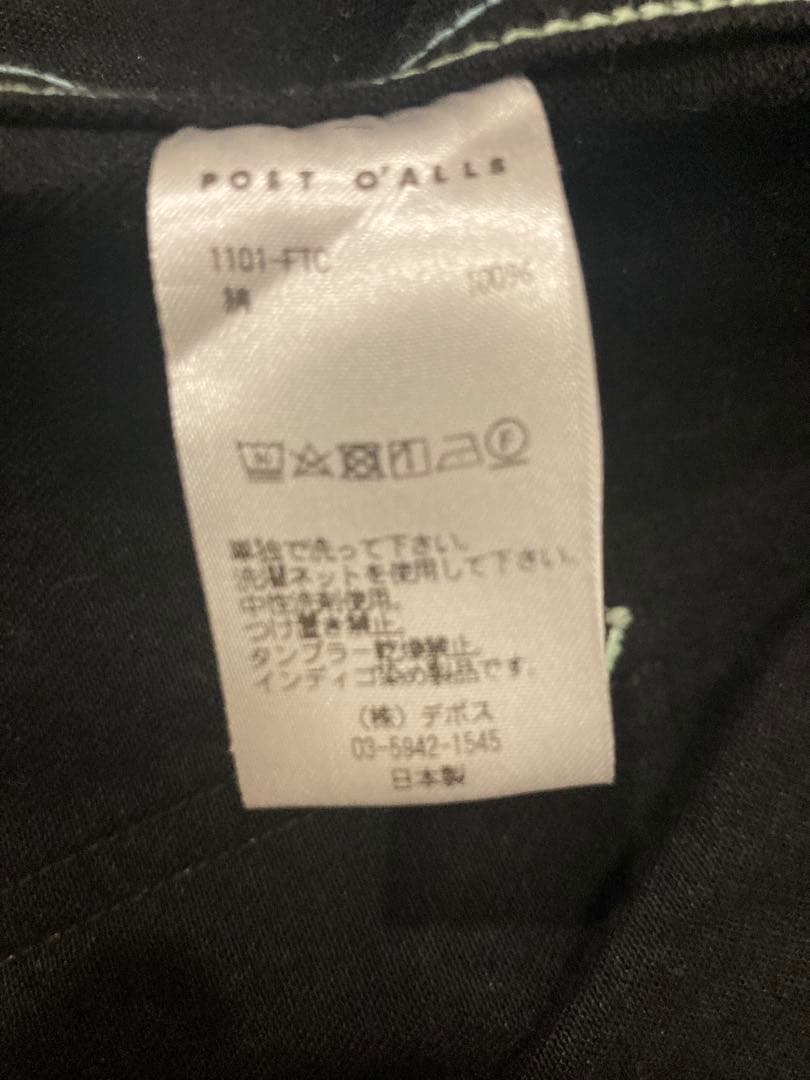 POST O'ALLS
1101-FTC
綿 100%
F
単独で洗って下さい。
洗濯ネットを使用して下さい。
中性洗剤使用。
つけ置き禁止。
タンブラー乾燥禁止。
インディゴ染め製品です。
(株) デポス
03-5942-1545
日本製